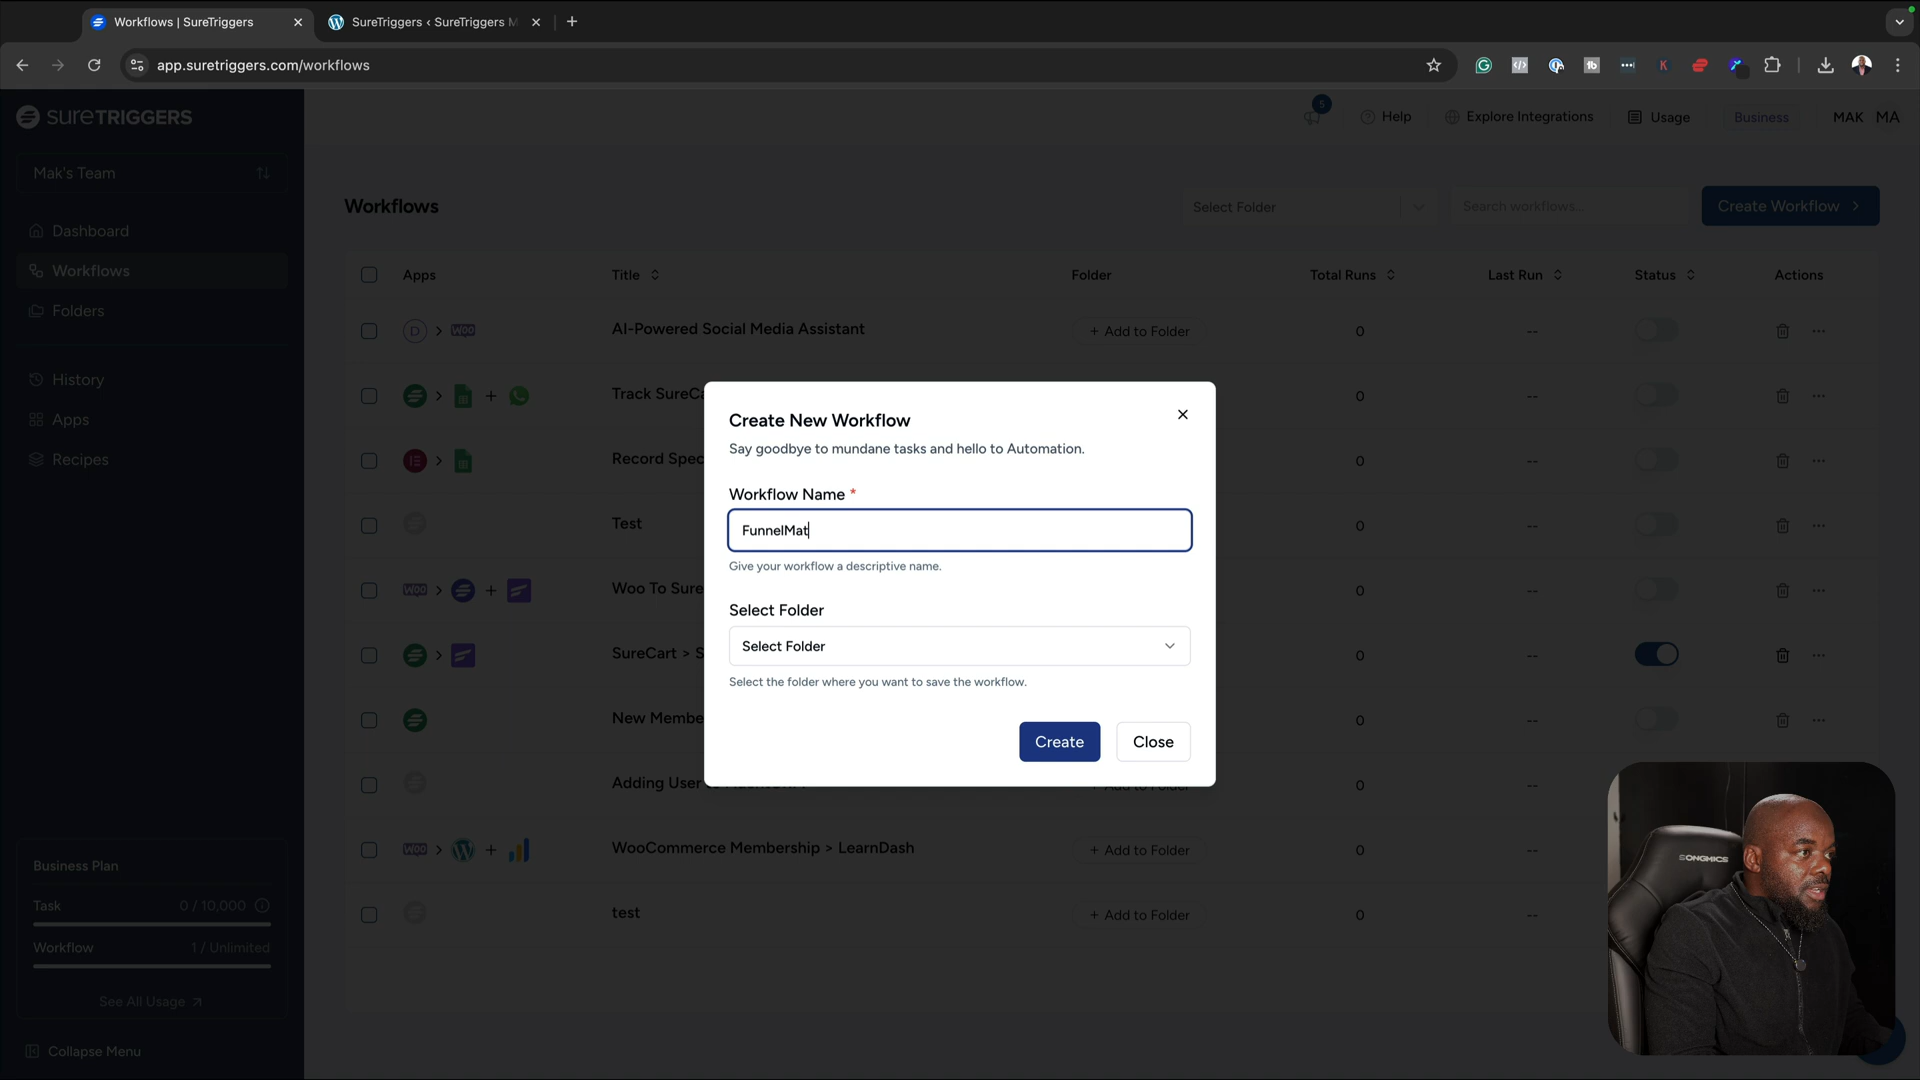 Workflows | SureTriggers
SureTriggers ‹ SureTriggers M
app.suretriggers.com/workflows
SureTRIGGERS
5
Help
Explore Integrations
Usage
Business
MAK MA
Mak's Team
Dashboard
Workflows
Folders
History
Apps
Recipes
Workflows
Select Folder
Search workflows...
Create Workflow
Apps
Title
Folder
Total Runs
Last Run
Status
Actions
D > WOO
AI-Powered Social Media Assistant
+ Add to Folder
0
--
Track SureCa
0
--
Record Spec
0
--
Test
0
--
WOO
Woo To Sure
0
--
SureCart > S
0
--
New Membe
0
--
Adding User
0
--
WOO
WooCommerce Membership > LearnDash
+ Add to Folder
0
--
test
+ Add to Folder
0
--
Create New Workflow
Say goodbye to mundane tasks and hello to Automation.
Workflow Name *
FunnelMat
Give your workflow a descriptive name.
Select Folder
Select Folder
Select the folder where you want to save the workflow.
Create
Close
Business Plan
Task 0 / 10,000
Workflow 1 / Unlimited
See All Usage
Collapse Menu
SONGMICS